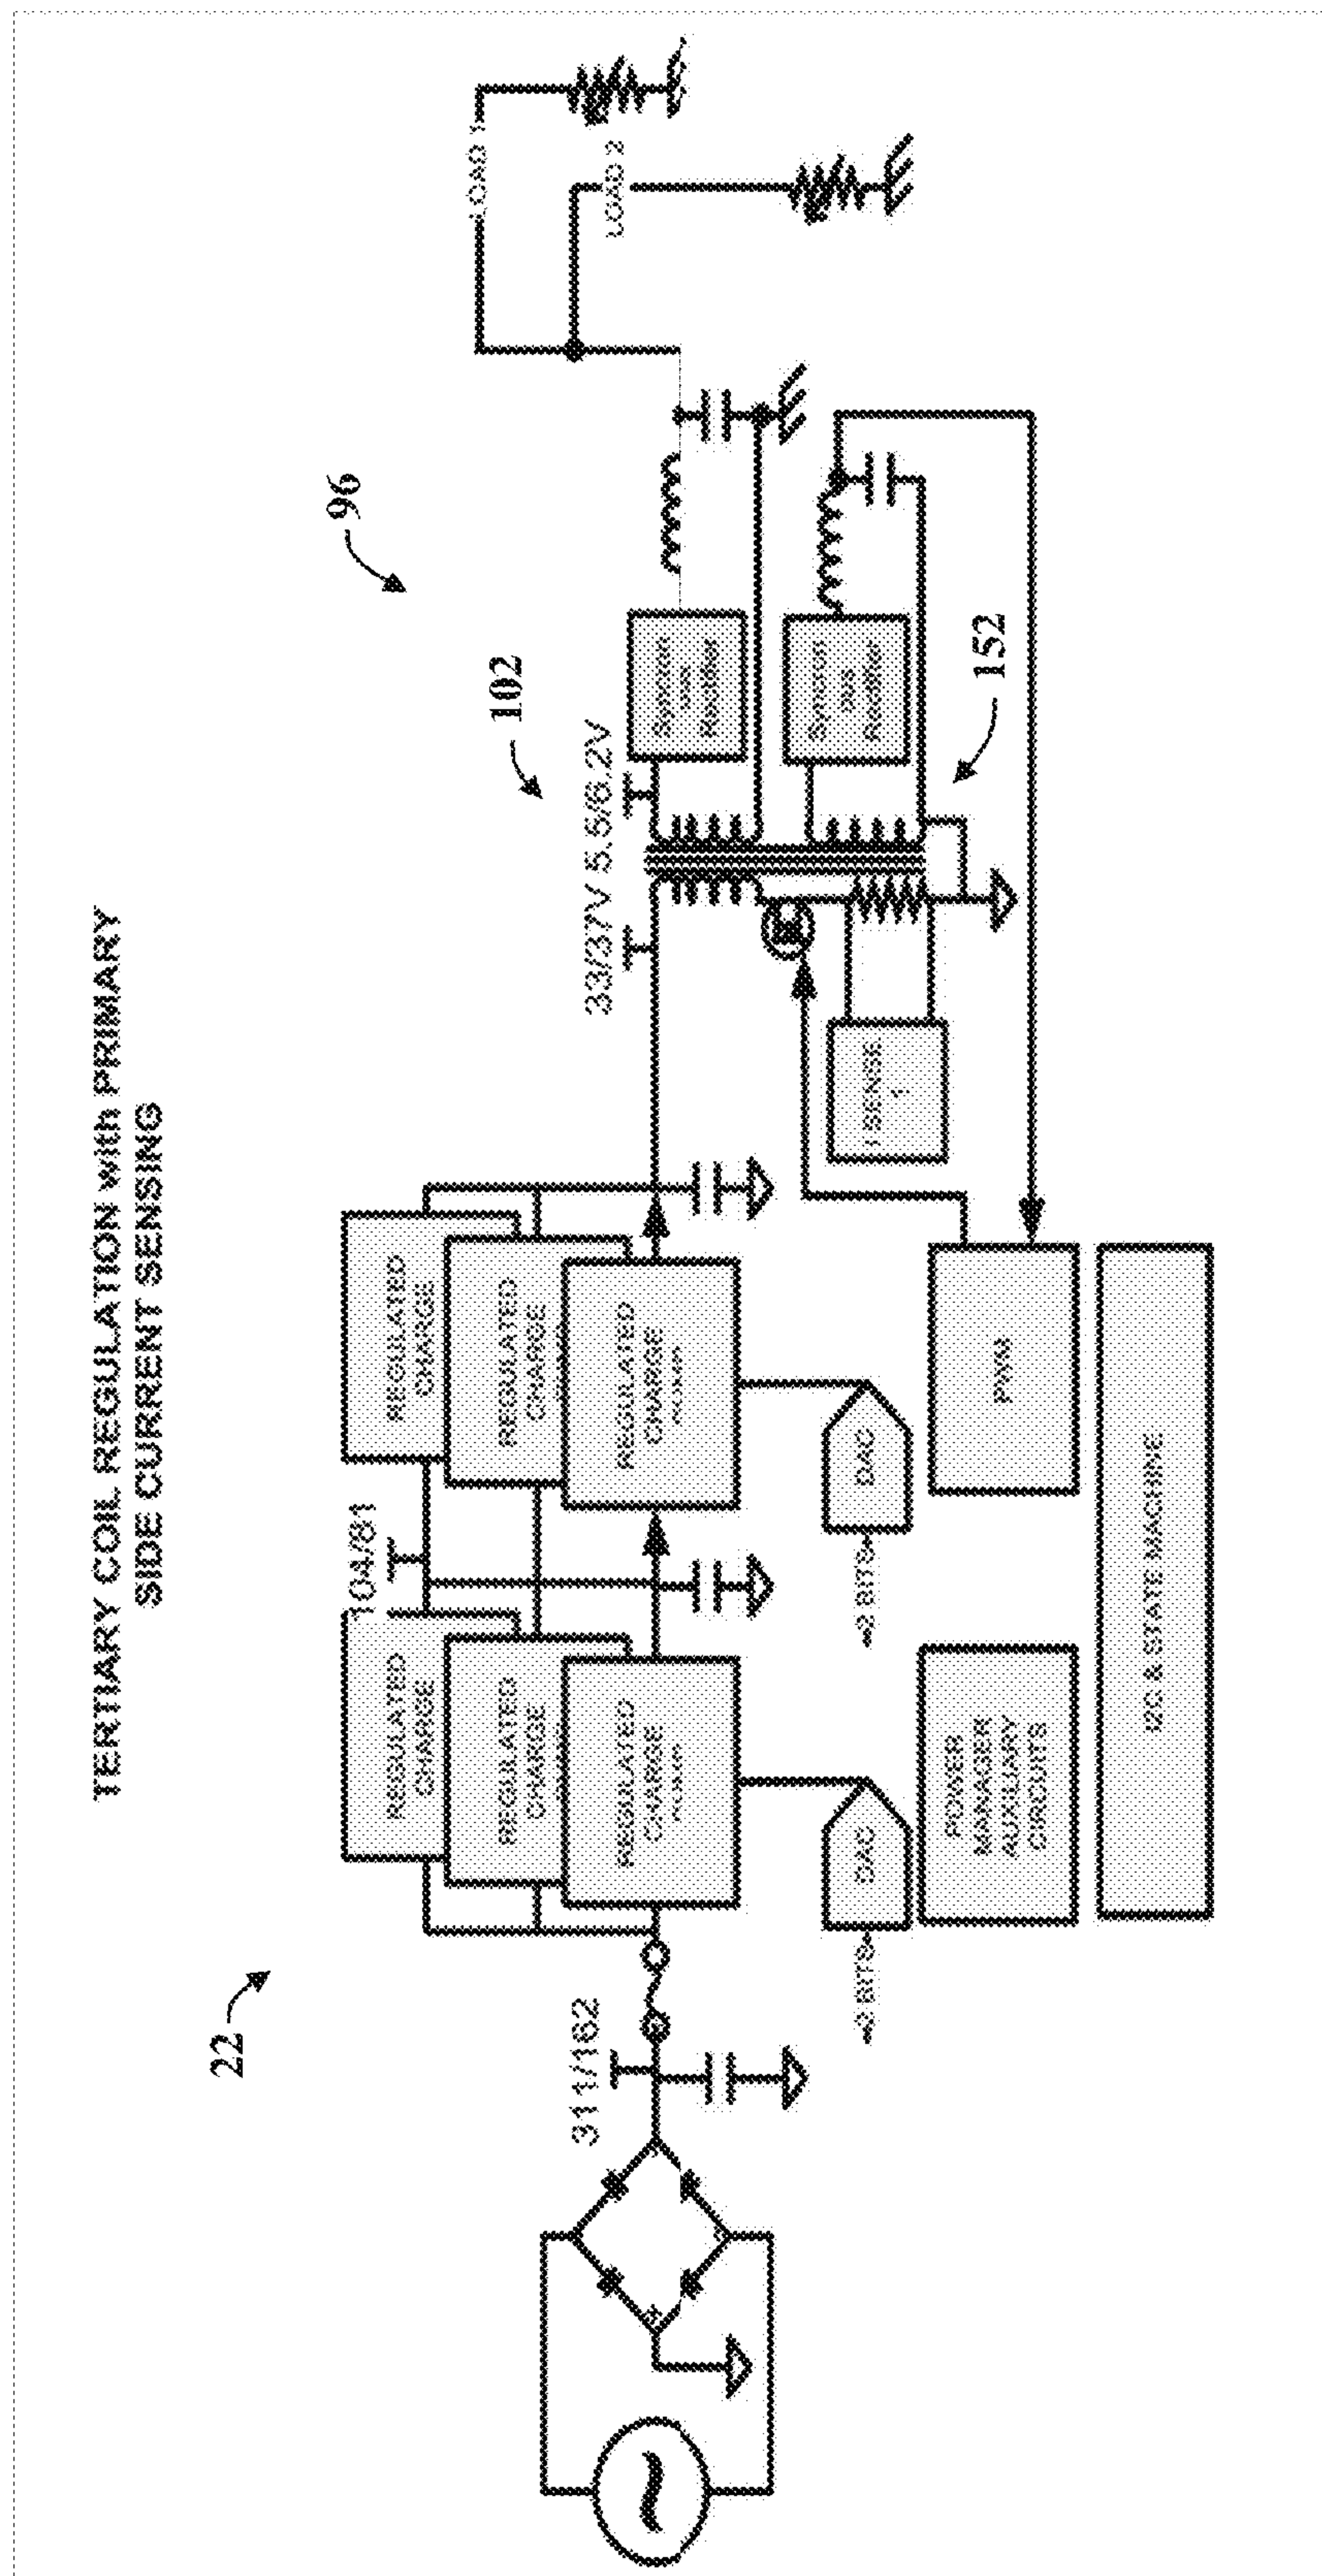 TERTIARY COIL REGULATION with PRIMARY
SIDE CURRENT SENSING
22
96
102
152
311/162
104/81
33/37V 5.5/6.2V
REGULATED
CHARGE
REGULATED
CHARGE
REGULATED
CHARGE
REGULATED
CHARGE
REGULATED
CHARGE
REGULATED
CHARGE
Rectifier
Rectifier
LOAD 1
LOAD 2
I SENSE
1
DAC
2 BITS
DAC
2 BITS
PWM
POWER
MANAGER
AUXILIARY
CIRCUITS
I2C & STATE MACHINE